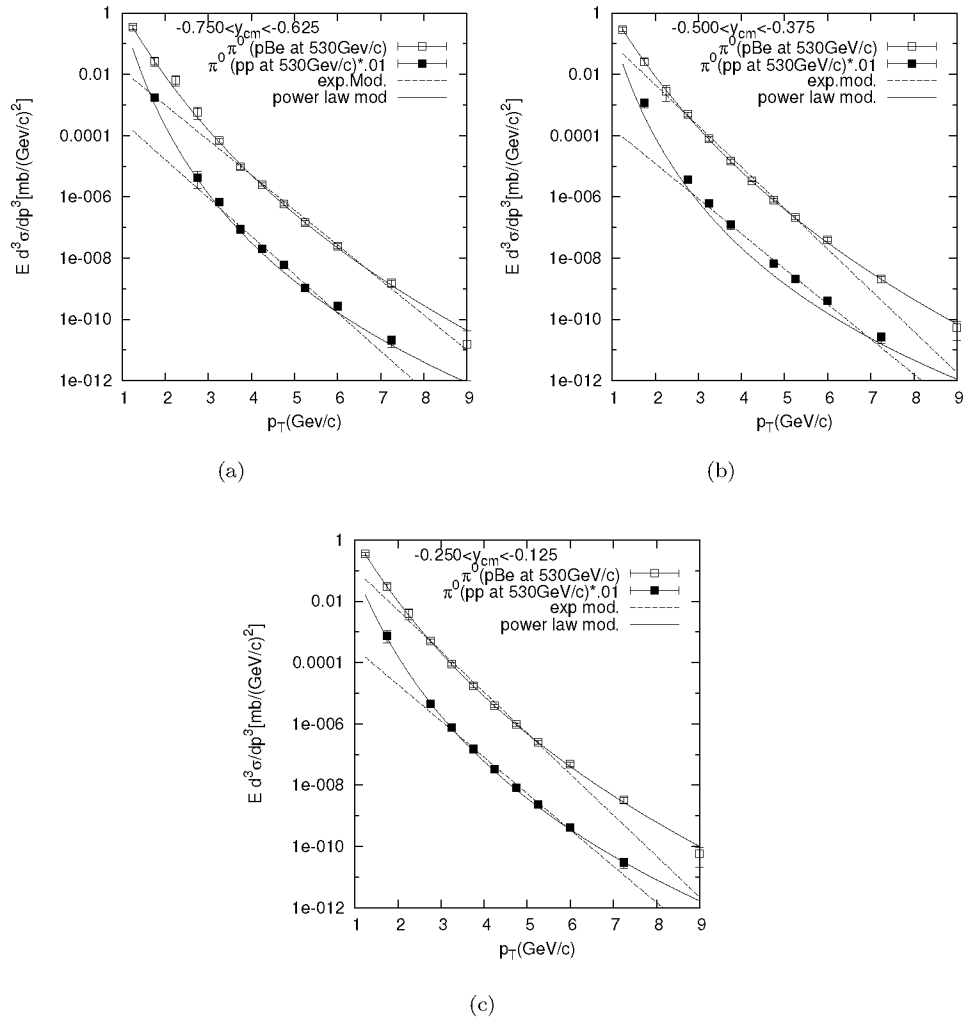 -0.750<y_cm<-0.625
π⁰(pBe at 530Gev/c)
π⁰(pp at 530Gev/c)*.01
exp.Mod.
power law mod
E d³σ/dp³[mb/(Gev/c)²]
1
0.01
0.0001
1e-006
1e-008
1e-010
1e-012
1 2 3 4 5 6 7 8 9
p_T(Gev/c)
(a)
-0.500<y_cm<-0.375
π⁰(pBe at 530GeV/c)
π⁰(pp at 530GeV/c)*.01
exp.mod.
power law mod
E d³σ/dp³[mb/(Gev/c)²]
1
0.01
0.0001
1e-006
1e-008
1e-010
1e-012
1 2 3 4 5 6 7 8 9
p_T(GeV/c)
(b)
-0.250<y_cm<-0.125
π⁰(pBe at 530GeV/c)
π⁰(pp at 530GeV/c)*.01
exp mod.
power law mod.
E d³σ/dp³[mb/(GeV/c)²]
1
0.01
0.0001
1e-006
1e-008
1e-010
1e-012
1 2 3 4 5 6 7 8 9
p_T(GeV/c)
(c)